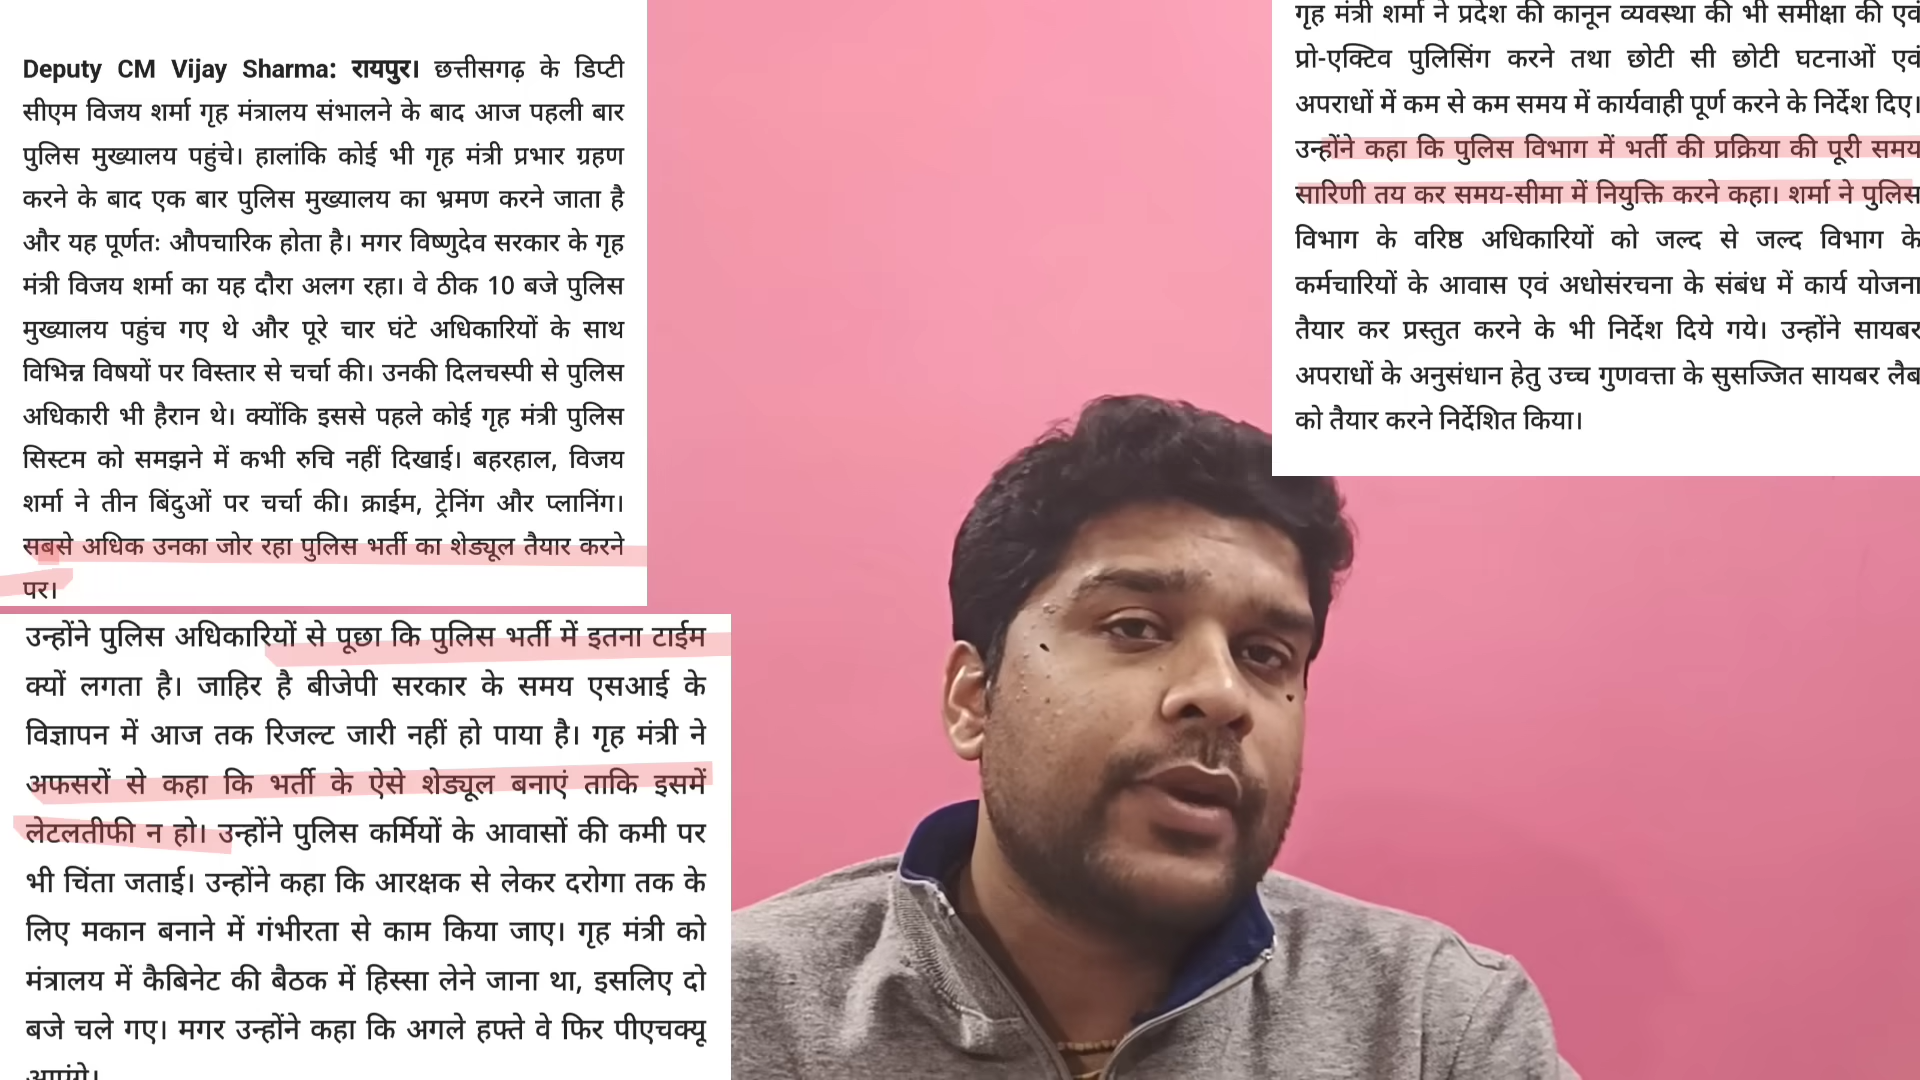 Deputy CM Vijay Sharma: रायपुर। छत्तीसगढ़ के डिप्टी
सीएम विजय शर्मा गृह मंत्रालय संभालने के बाद आज पहली बार
पुलिस मुख्यालय पहुंचे। हालांकि कोई भी गृह मंत्री प्रभार ग्रहण
करने के बाद एक बार पुलिस मुख्यालय का भ्रमण करने जाता है
और यह पूर्णतः औपचारिक होता है। मगर विष्णुदेव सरकार के गृह
मंत्री विजय शर्मा का यह दौरा अलग रहा। वे ठीक 10 बजे पुलिस
मुख्यालय पहुंच गए थे और पूरे चार घंटे अधिकारियों के साथ
विभिन्न विषयों पर विस्तार से चर्चा की। उनकी दिलचस्पी से पुलिस
अधिकारी भी हैरान थे। क्योंकि इससे पहले कोई गृह मंत्री पुलिस
सिस्टम को समझने में कभी रुचि नहीं दिखाई। बहरहाल, विजय
शर्मा ने तीन बिंदुओं पर चर्चा की। क्राईम, ट्रेनिंग और प्लानिंग।
सबसे अधिक उनका जोर रहा पुलिस भर्ती का शेड्यूल तैयार करने
पर।
उन्होंने पुलिस अधिकारियों से पूछा कि पुलिस भर्ती में इतना टाईम
क्यों लगता है। जाहिर है बीजेपी सरकार के समय एसआई के
विज्ञापन में आज तक रिजल्ट जारी नहीं हो पाया है। गृह मंत्री ने
अफसरों से कहा कि भर्ती के ऐसे शेड्यूल बनाएं ताकि इसमें
लेटलतीफी न हो। उन्होंने पुलिस कर्मियों के आवासों की कमी पर
भी चिंता जताई। उन्होंने कहा कि आरक्षक से लेकर दरोगा तक के
लिए मकान बनाने में गंभीरता से काम किया जाए। गृह मंत्री को
मंत्रालय में कैबिनेट की बैठक में हिस्सा लेने जाना था, इसलिए दो
बजे चले गए। मगर उन्होंने कहा कि अगले हफ्ते वे फिर पीएचक्यू
गृह मंत्री शर्मा ने प्रदेश की कानून व्यवस्था की भी समीक्षा की एवं
प्रो-एक्टिव पुलिसिंग करने तथा छोटी सी छोटी घटनाओं एवं
अपराधों में कम से कम समय में कार्यवाही पूर्ण करने के निर्देश दिए।
उन्होंने कहा कि पुलिस विभाग में भर्ती की प्रक्रिया की पूरी समय
सारिणी तय कर समय-सीमा में नियुक्ति करने कहा। शर्मा ने पुलिस
विभाग के वरिष्ठ अधिकारियों को जल्द से जल्द विभाग के
कर्मचारियों के आवास एवं अधोसंरचना के संबंध में कार्य योजना
तैयार कर प्रस्तुत करने के भी निर्देश दिये गये। उन्होंने सायबर
अपराधों के अनुसंधान हेतु उच्च गुणवत्ता के सुसज्जित सायबर लैब
को तैयार करने निर्देशित किया।